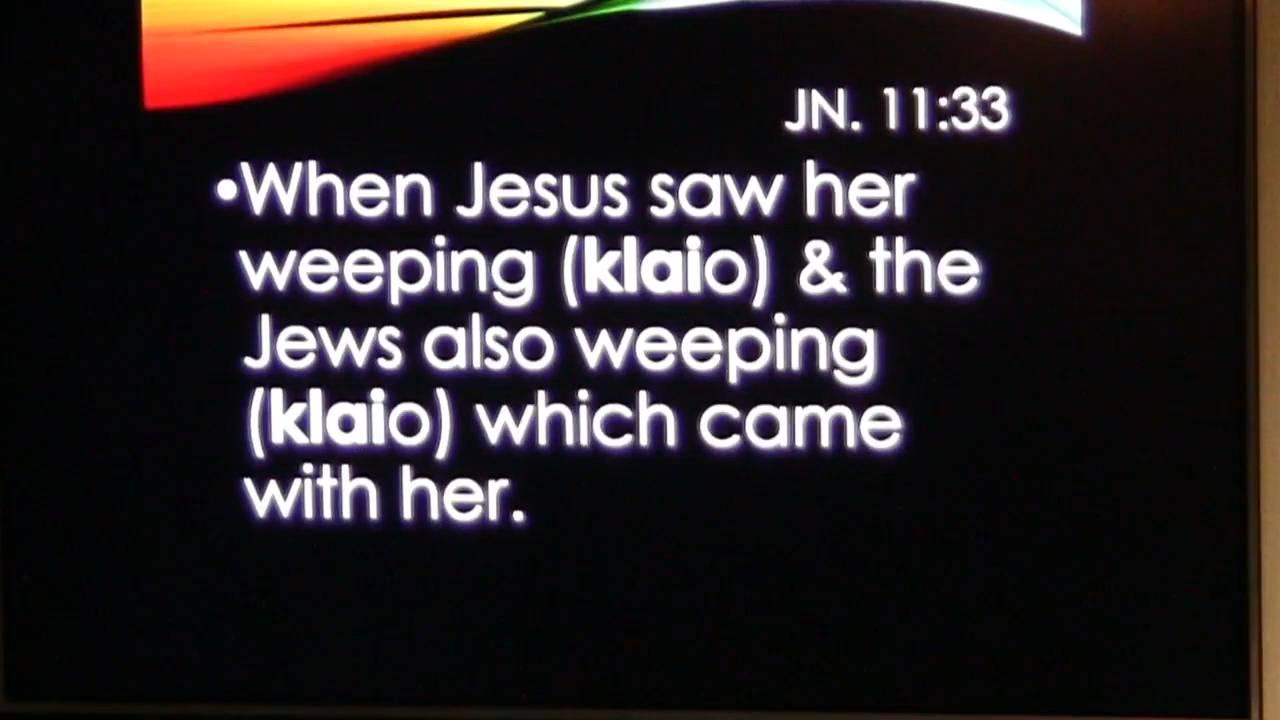 JN. 11:33
•When Jesus saw her
weeping (klaio) & the
Jews also weeping
(klaio) which came
with her.